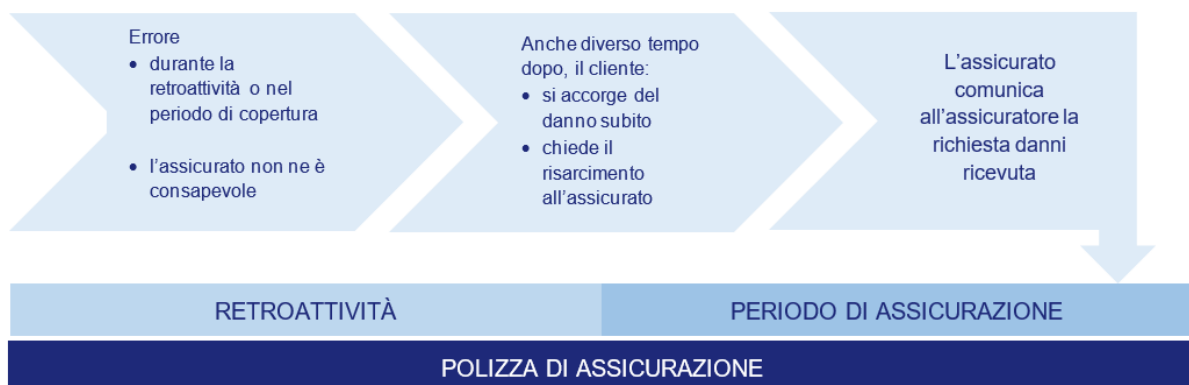 Errore
• durante la
retroattività o nel
periodo di copertura
• l'assicurato non ne è
consapevole
Anche diverso tempo
dopo, il cliente:
• si accorge del
danno subito
• chiede il
risarcimento
all'assicurato
L'assicurato
comunica
all'assicuratore la
richiesta danni
ricevuta
RETROATTIVITÀ
PERIODO DI ASSICURAZIONE
POLIZZA DI ASSICURAZIONE